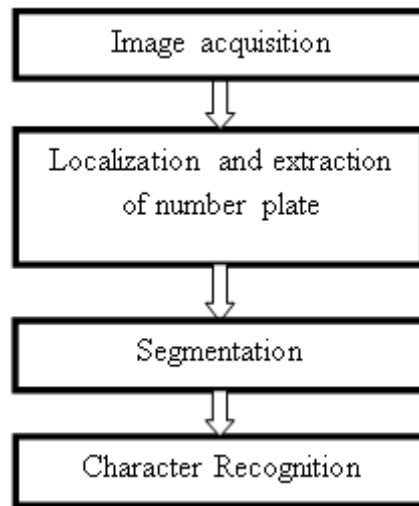 Image acquisition
Localization and extraction
of number plate
Segmentation
Character Recognition